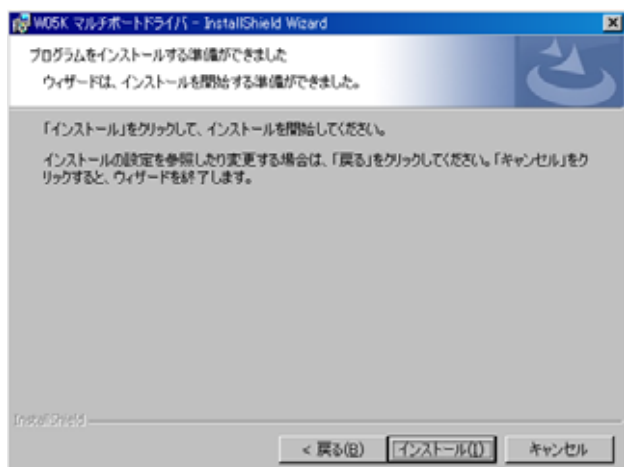 W05K マルチポートドライバ - InstallShield Wizard
プログラムをインストールする準備ができました
ウィザードは、インストールを開始する準備ができました。
「インストール」をクリックして、インストールを開始してください。
インストールの設定を参照したり変更する場合は、「戻る」をクリックしてください。「キャンセル」をク
リックすると、ウィザードを終了します。
InstallShield
< 戻る(B)
インストール(I)
キャンセル